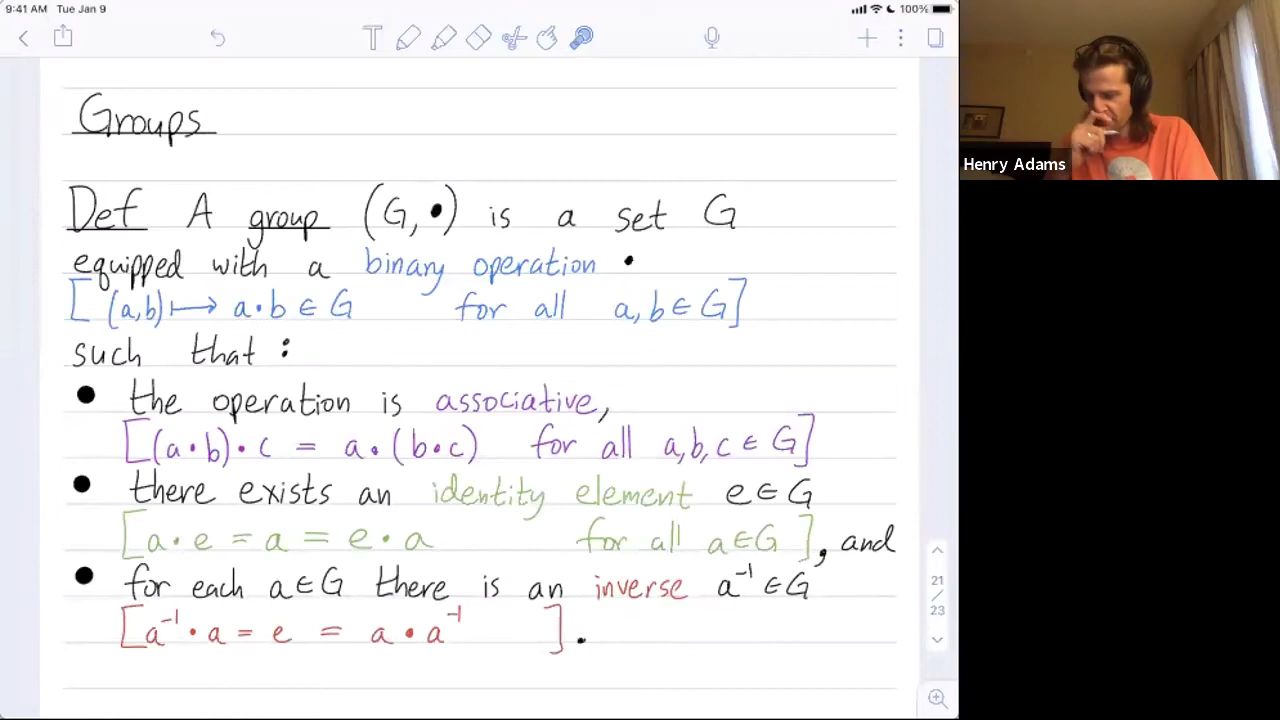 9:41 AM Tue Jan 9
100%
Groups
Def A group (G, •) is a set G
equipped with a binary operation •
[(a,b) ↦ a • b ∈ G for all a, b ∈ G]
such that :
• the operation is associative,
[(a • b) • c = a • (b • c) for all a, b, c ∈ G]
• there exists an identity element e ∈ G
[a • e = a = e • a for all a ∈ G], and
• for each a ∈ G there is an inverse a⁻¹ ∈ G
[a⁻¹ • a = e = a • a⁻¹ ].
21
/
23
Henry Adams